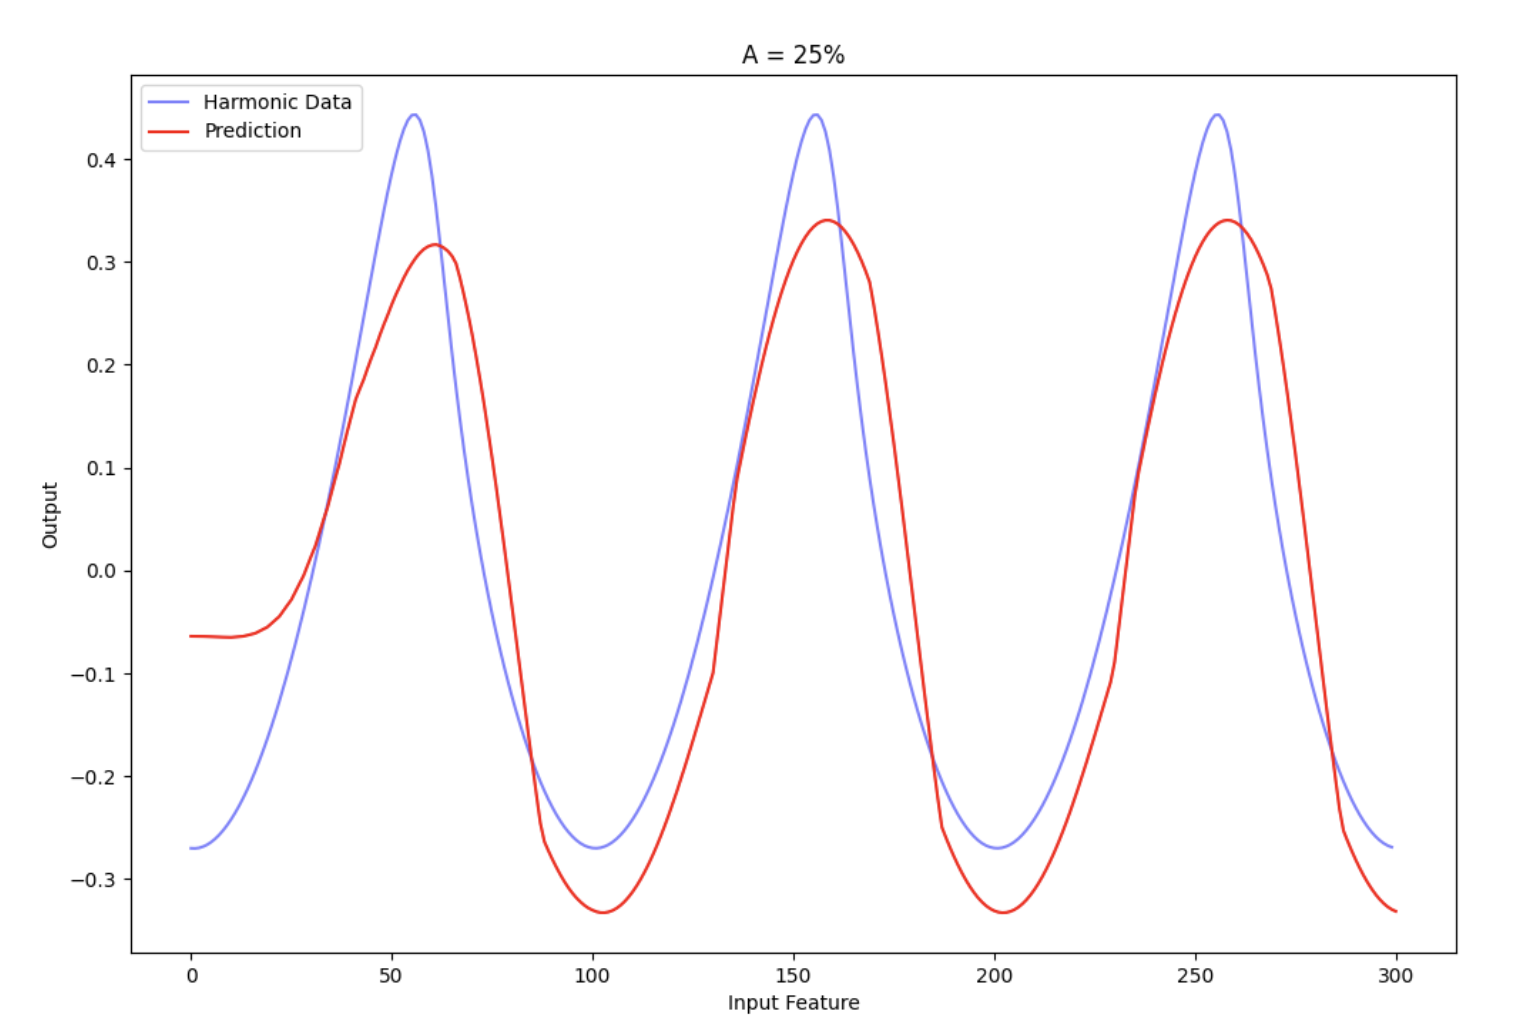 A = 25%
Harmonic Data
Prediction
0.4
0.3
0.2
0.1
0.0
−0.1
−0.2
−0.3
Output
0 50 100 150 200 250 300
Input Feature